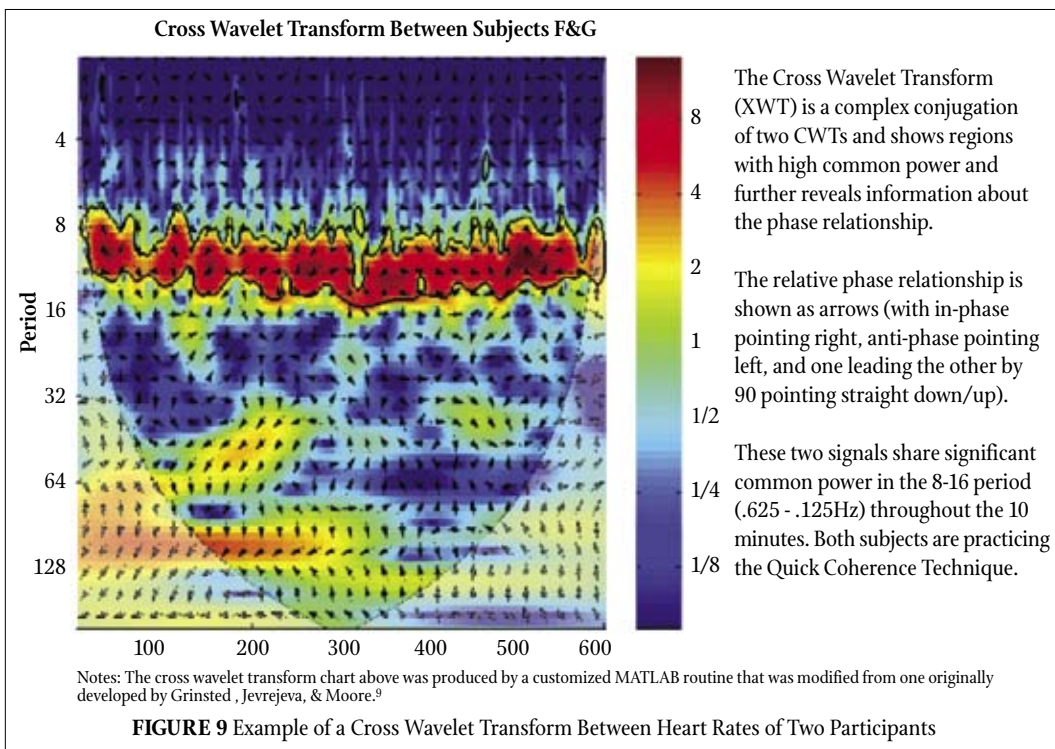 Cross Wavelet Transform Between Subjects F&G
Period
4
8
16
32
64
128
100 200 300 400 500 600
8
4
2
1
1/2
1/4
1/8
The Cross Wavelet Transform
(XWT) is a complex conjugation
of two CWTs and shows regions
with high common power and
further reveals information about
the phase relationship.
The relative phase relationship is
shown as arrows (with in-phase
pointing right, anti-phase pointing
left, and one leading the other by
90 pointing straight down/up).
These two signals share significant
common power in the 8-16 period
(.625 - .125Hz) throughout the 10
minutes. Both subjects are practicing
the Quick Coherence Technique.
Notes: The cross wavelet transform chart above was produced by a customized MATLAB routine that was modified from one originally
developed by Grinsted , Jevrejeva, & Moore.⁹
FIGURE 9 Example of a Cross Wavelet Transform Between Heart Rates of Two Participants